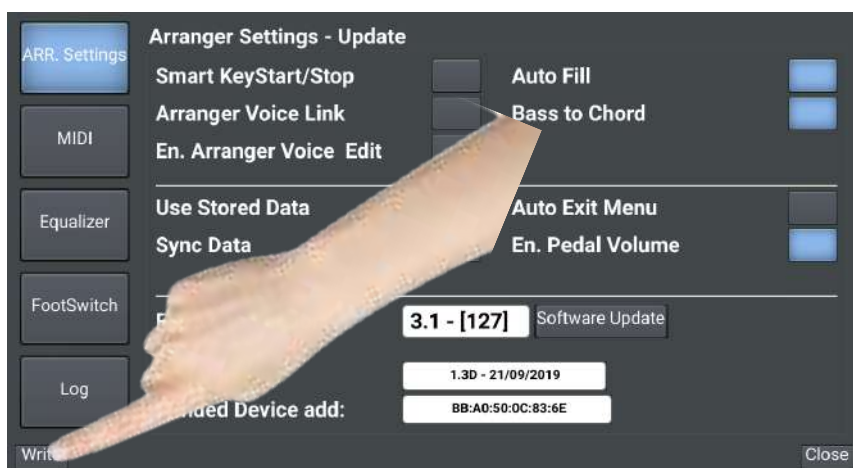 ARR. Settings
Arranger Settings - Update
Smart KeyStart/Stop
Auto Fill
Arranger Voice Link
Bass to Chord
MIDI
En. Arranger Voice Edit
Equalizer
Use Stored Data
Auto Exit Menu
Sync Data
En. Pedal Volume
FootSwitch
3.1 - [127]
Software Update
Log
1.3D - 21/09/2019
Device add:
BB:A0:50:0C:83:6E
Close